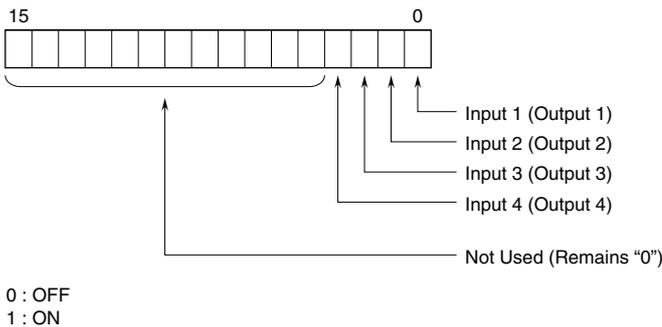 15 0
Input 1 (Output 1)
Input 2 (Output 2)
Input 3 (Output 3)
Input 4 (Output 4)
Not Used (Remains “0”)
0 : OFF
1 : ON